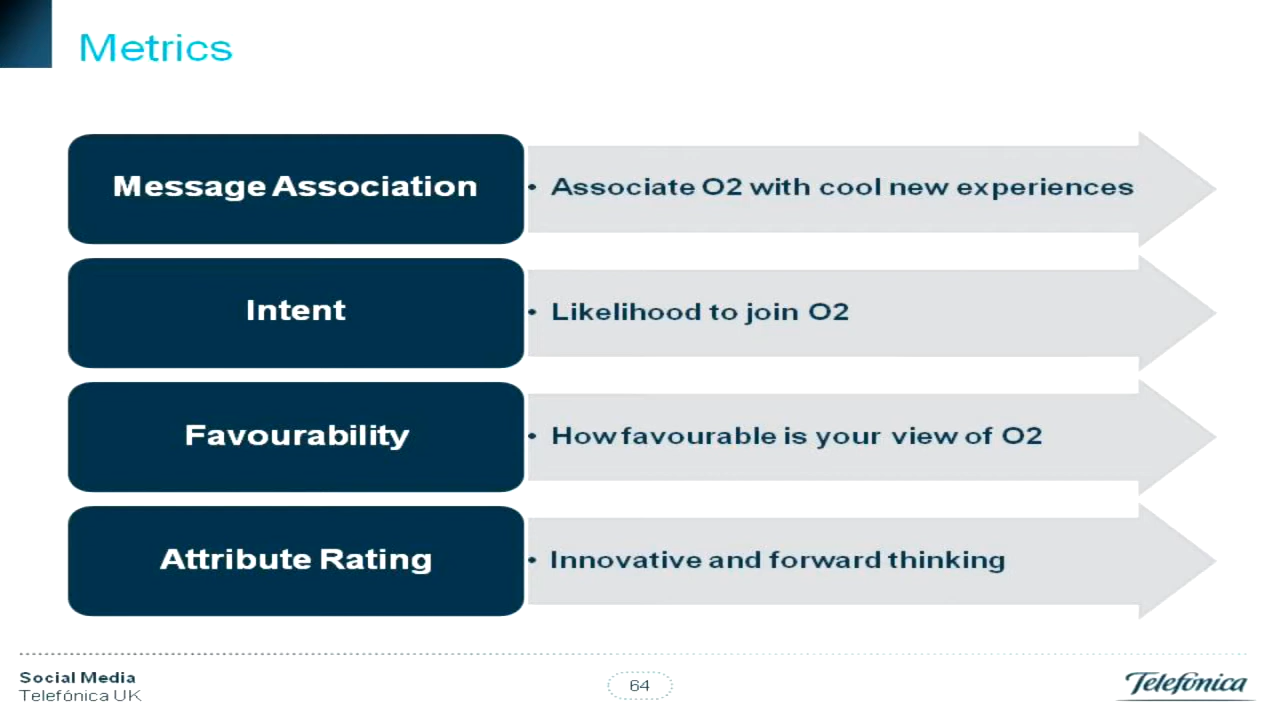 Metrics
Message Association
• Associate O2 with cool new experiences
Intent
• Likelihood to join O2
Favourability
• How favourable is your view of O2
Attribute Rating
• Innovative and forward thinking
Social Media
Telefónica UK
64
Telefónica